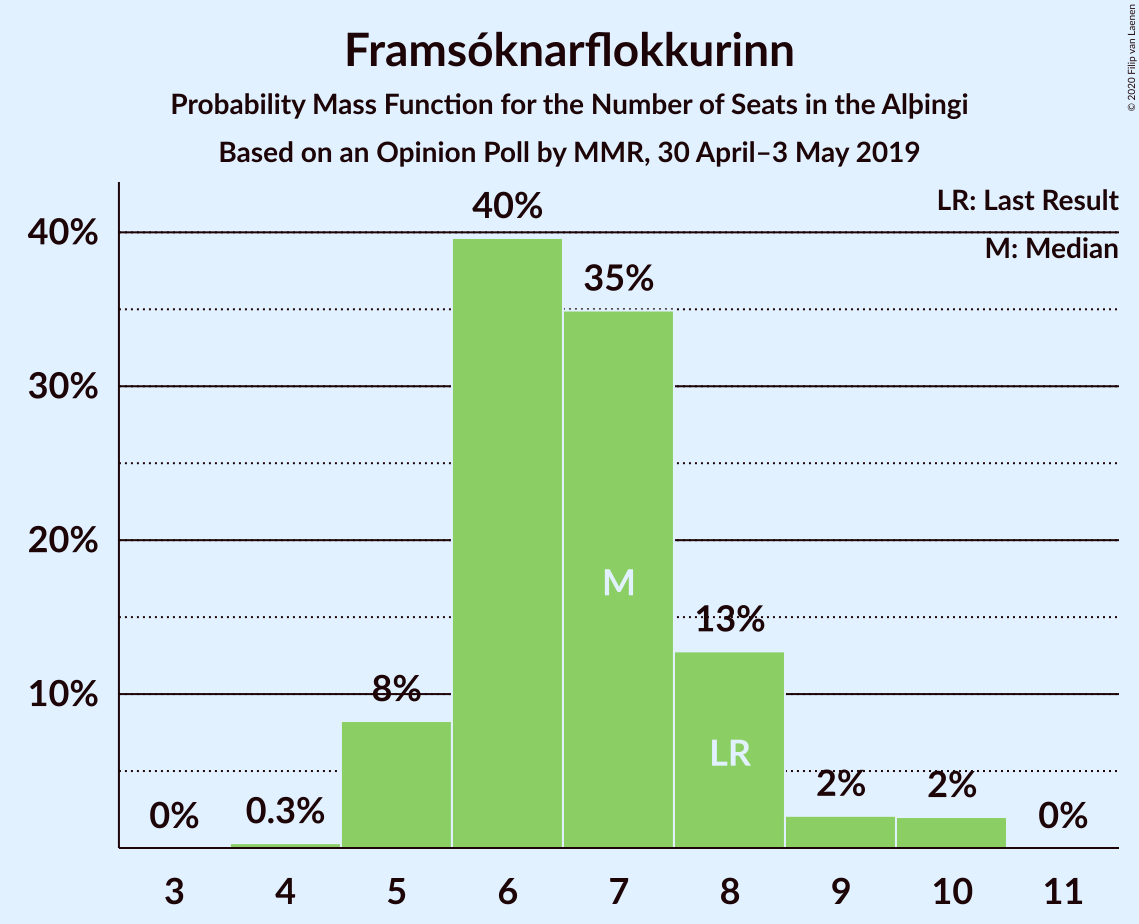 Framsóknarflokkurinn
Probability Mass Function for the Number of Seats in the Alþingi
Based on an Opinion Poll by MMR, 30 April–3 May 2019
© 2020 Filip van Laenen
LR: Last Result
M: Median
40%
30%
20%
10%
0%
0.3%
8%
40%
35%
13%
2%
2%
0%
M
LR
3 4 5 6 7 8 9 10 11